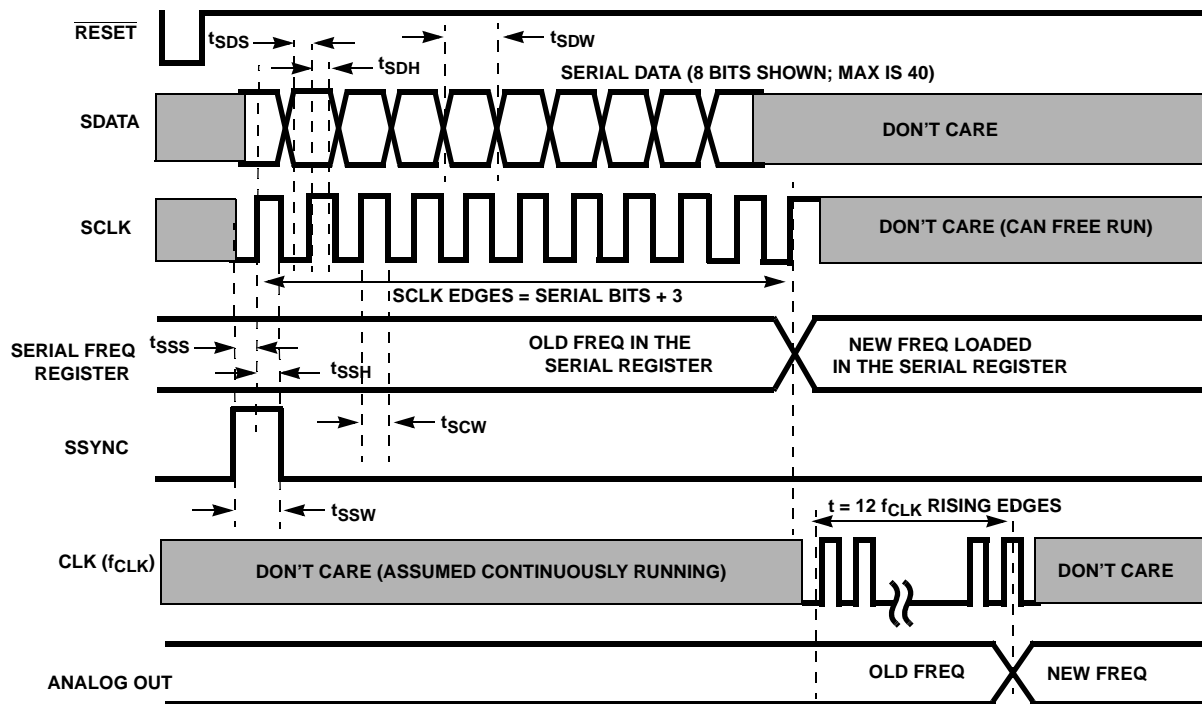 RESET
tSDS
tSDW
tSDH
SERIAL DATA (8 BITS SHOWN; MAX IS 40)
SDATA
DON'T CARE
SCLK
DON'T CARE (CAN FREE RUN)
SCLK EDGES = SERIAL BITS + 3
SERIAL FREQ
REGISTER
tSSS
tSSH
OLD FREQ IN THE
SERIAL REGISTER
NEW FREQ LOADED
IN THE SERIAL REGISTER
tSCW
SSYNC
tSSW
t = 12 fCLK RISING EDGES
CLK (fCLK)
DON'T CARE (ASSUMED CONTINUOUSLY RUNNING)
DON'T CARE
ANALOG OUT
OLD FREQ
NEW FREQ